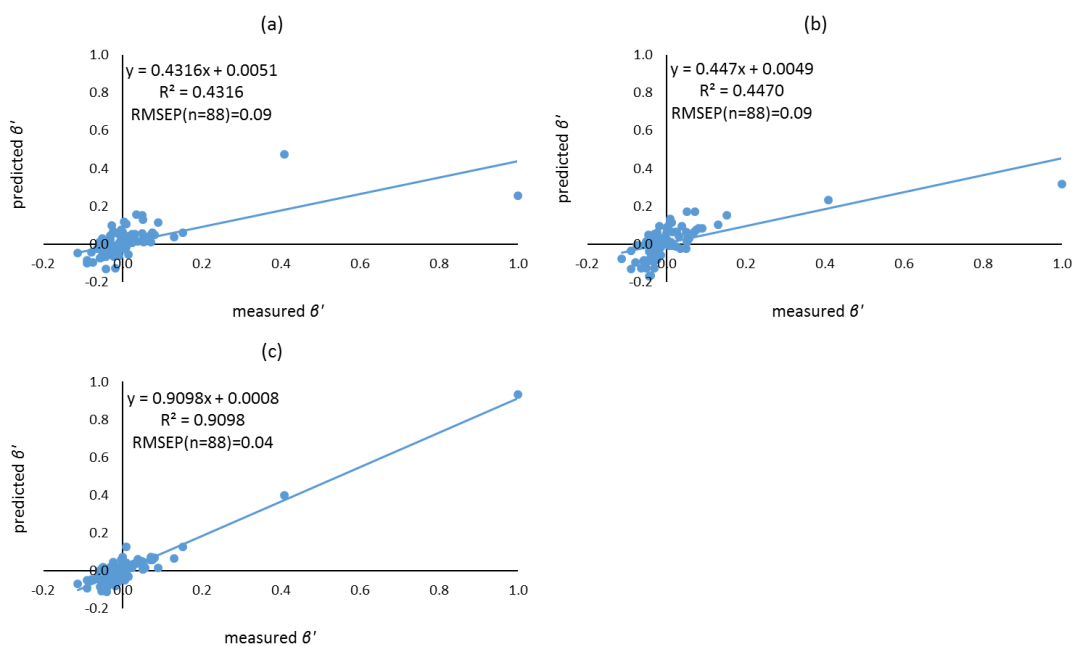 (a)
1.0
y = 0.4316x + 0.0051
0.8
R² = 0.4316
RMSEP(n=88)=0.09
0.6
0.4
0.2
0.0
-0.2
-0.2
0.0
0.2
0.4
0.6
0.8
1.0
predicted β'
measured β'
(b)
1.0
y = 0.447x + 0.0049
0.8
R² = 0.4470
RMSEP(n=88)=0.09
0.6
0.4
0.2
0.0
-0.2
-0.2
0.0
0.2
0.4
0.6
0.8
1.0
predicted β'
measured β'
(c)
1.0
y = 0.9098x + 0.0008
0.8
R² = 0.9098
RMSEP(n=88)=0.04
0.6
0.4
0.2
0.0
-0.2
-0.2
0.0
0.2
0.4
0.6
0.8
1.0
predicted β'
measured β'